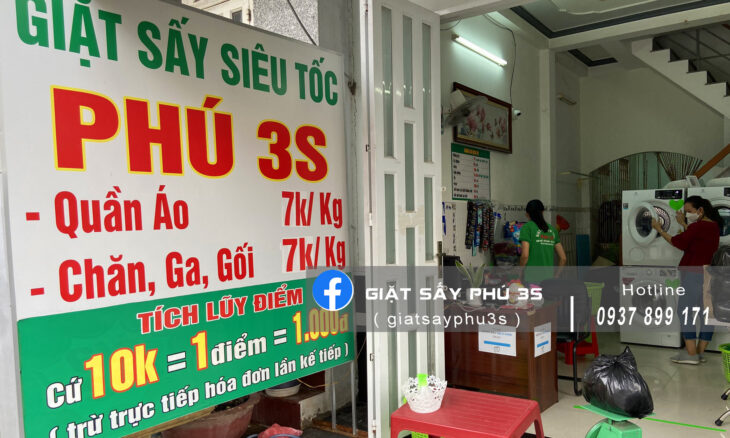 GIẶT SẤY SIÊU TỐC
PHÚ 3S
- Quần Áo 7k/ Kg
- Chăn, Ga, Gối 7k/ Kg
TÍCH LŨY ĐIỂM
Cứ 10k = 1 điểm = 1.000đ
( trừ trực tiếp hóa đơn lần kế tiếp )
GIẶT SẤY PHÚ 3S
( giatsayphu3s )
Hotline
0937 899 171